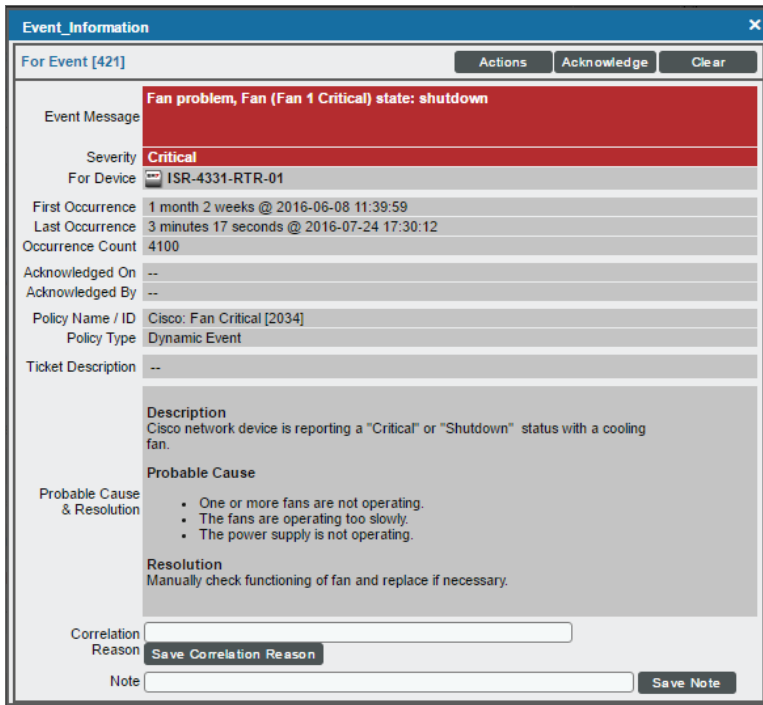 Event_Information
For Event [421]
Actions
Acknowledge
Clear
Event Message
Fan problem, Fan (Fan 1 Critical) state: shutdown
Severity Critical
For Device ISR-4331-RTR-01
First Occurrence 1 month 2 weeks @ 2016-06-08 11:39:59
Last Occurrence 3 minutes 17 seconds @ 2016-07-24 17:30:12
Occurrence Count 4100
Acknowledged On --
Acknowledged By --
Policy Name / ID Cisco: Fan Critical [2034]
Policy Type Dynamic Event
Ticket Description --
Probable Cause
& Resolution
Description
Cisco network device is reporting a "Critical" or "Shutdown" status with a cooling
fan.
Probable Cause
• One or more fans are not operating.
• The fans are operating too slowly.
• The power supply is not operating.
Resolution
Manually check functioning of fan and replace if necessary.
Correlation
Reason
Save Correlation Reason
Note
Save Note